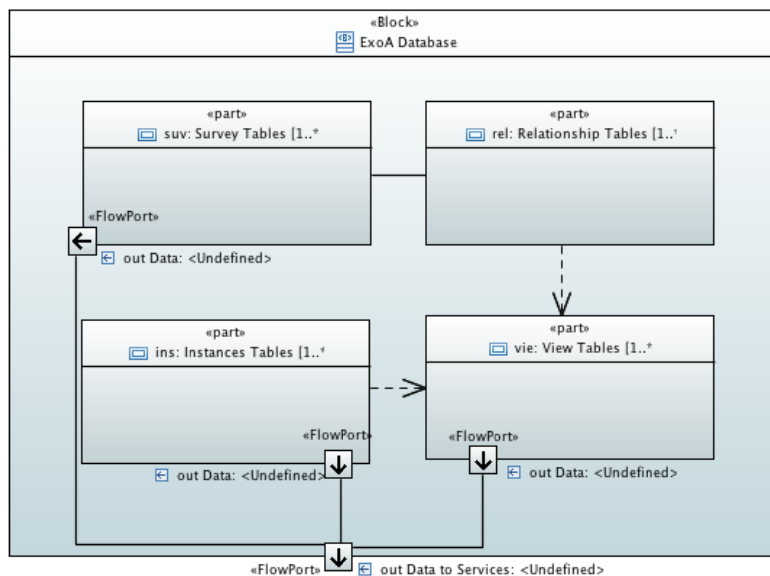 «Block»
ExoA Database
«part»
suv: Survey Tables [1..*
«part»
rel: Relationship Tables [1..*
«FlowPort»
out Data: <Undefined>
«part»
ins: Instances Tables [1..*
«part»
vie: View Tables [1..*
«FlowPort»
out Data: <Undefined>
«FlowPort»
out Data: <Undefined>
«FlowPort»
out Data to Services: <Undefined>